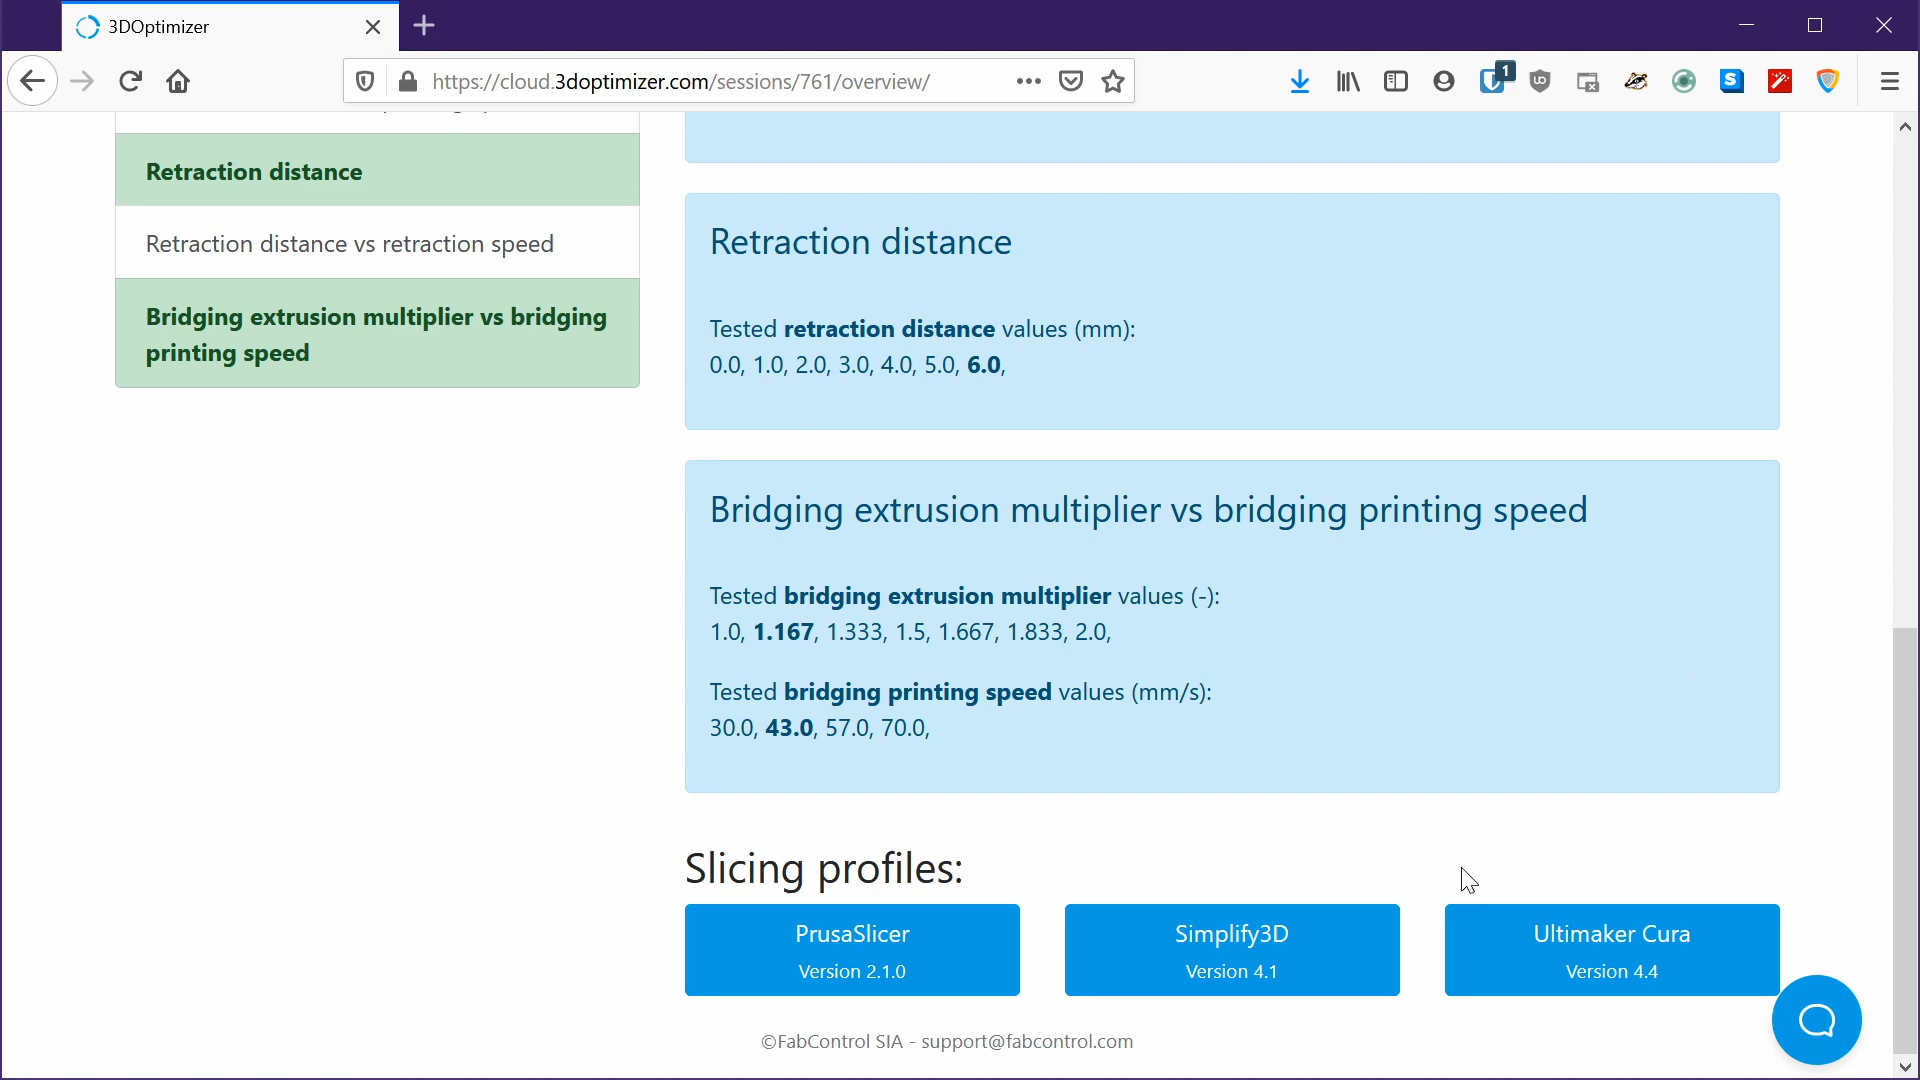 3DOptimizer
https://cloud.3doptimizer.com/sessions/761/overview/
1
Retraction distance
Retraction distance vs retraction speed
Bridging extrusion multiplier vs bridging
printing speed
Retraction distance
Tested retraction distance values (mm):
0.0, 1.0, 2.0, 3.0, 4.0, 5.0, 6.0,
Bridging extrusion multiplier vs bridging printing speed
Tested bridging extrusion multiplier values (-):
1.0, 1.167, 1.333, 1.5, 1.667, 1.833, 2.0,
Tested bridging printing speed values (mm/s):
30.0, 43.0, 57.0, 70.0,
Slicing profiles:
PrusaSlicer
Version 2.1.0
Simplify3D
Version 4.1
Ultimaker Cura
Version 4.4
©FabControl SIA - support@fabcontrol.com